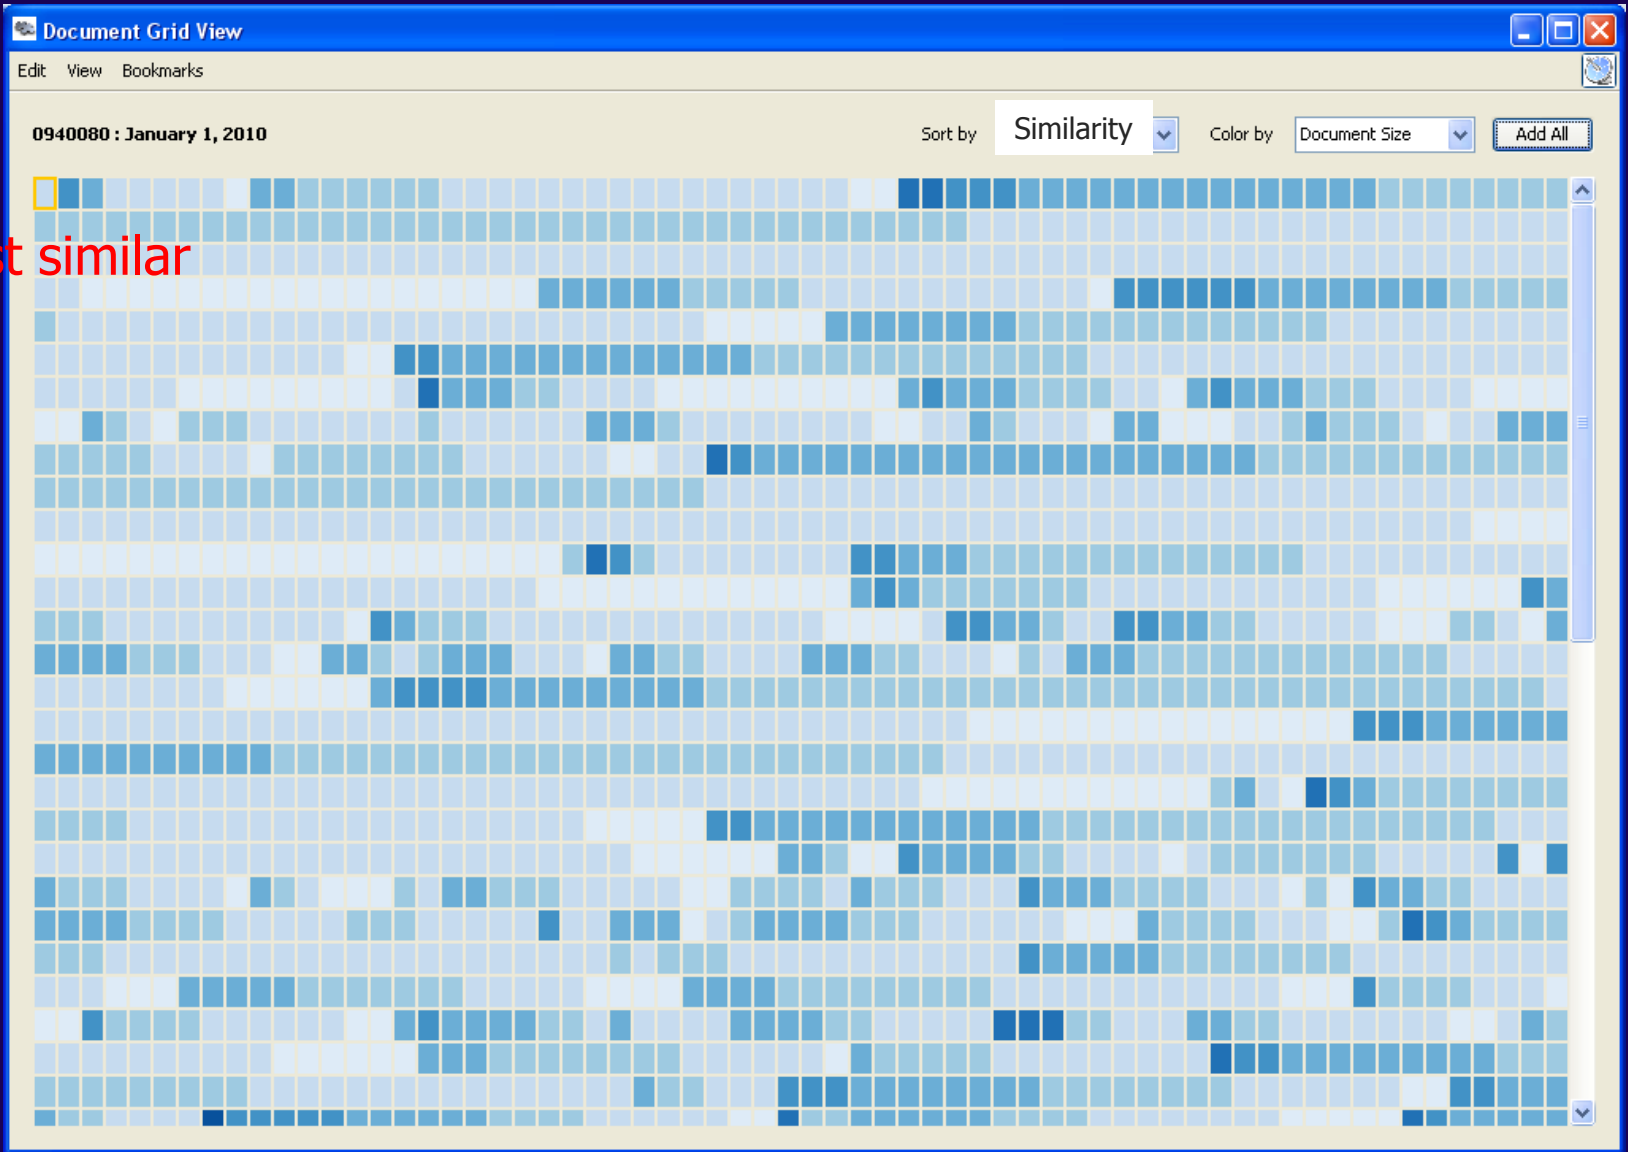 Document Grid View
Edit View Bookmarks
0940080 : January 1, 2010
Sort by Similarity Color by Document Size Add All
similar